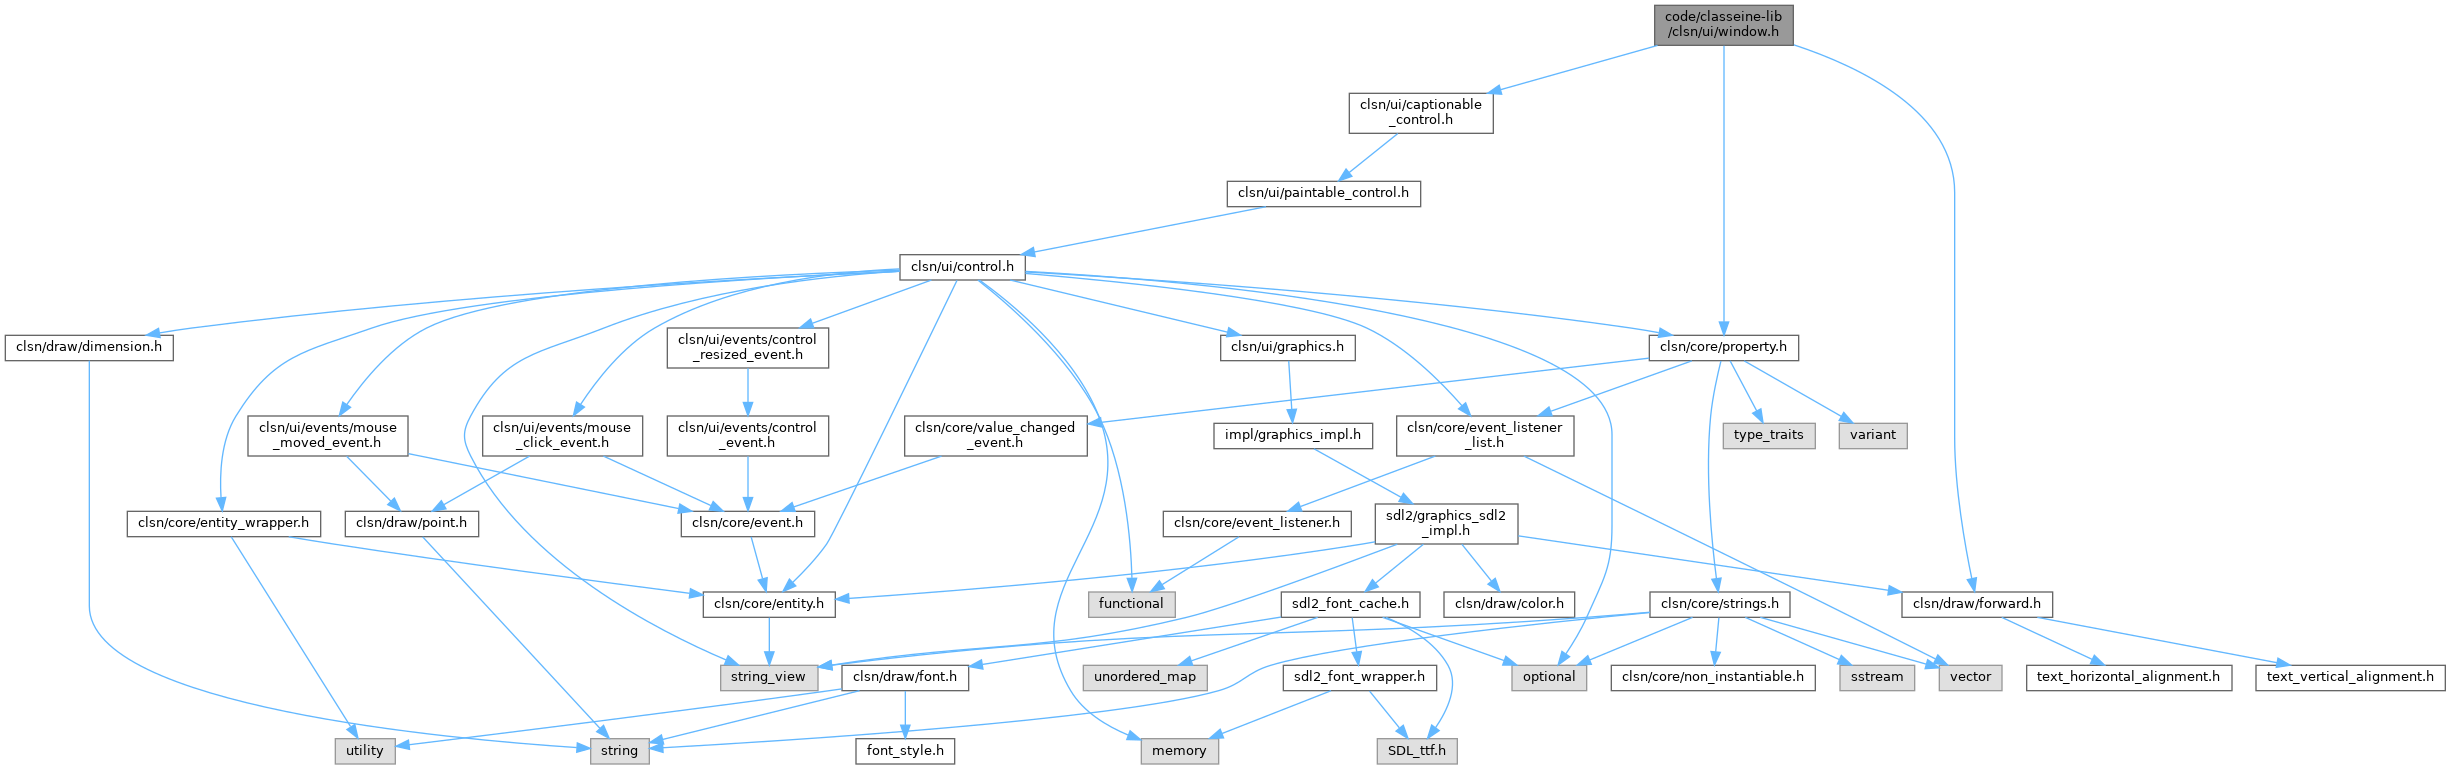 code/classeine-lib
/clsn/ui/window.h
clsn/ui/captionable
_control.h
clsn/ui/paintable_control.h
clsn/ui/control.h
clsn/draw/dimension.h
clsn/ui/events/control
_resized_event.h
clsn/ui/graphics.h
clsn/core/property.h
clsn/ui/events/mouse
_moved_event.h
clsn/ui/events/mouse
_click_event.h
clsn/ui/events/control
_event.h
clsn/core/value_changed
_event.h
impl/graphics_impl.h
clsn/core/event_listener
_list.h
type_traits
variant
clsn/core/entity_wrapper.h
clsn/draw/point.h
clsn/core/event.h
clsn/core/event_listener.h
sdl2/graphics_sdl2
_impl.h
clsn/core/entity.h
functional
sdl2_font_cache.h
clsn/draw/color.h
clsn/core/strings.h
clsn/draw/forward.h
string_view
clsn/draw/font.h
unordered_map
sdl2_font_wrapper.h
optional
clsn/core/non_instantiable.h
sstream
vector
text_horizontal_alignment.h
text_vertical_alignment.h
utility
string
font_style.h
memory
SDL_ttf.h